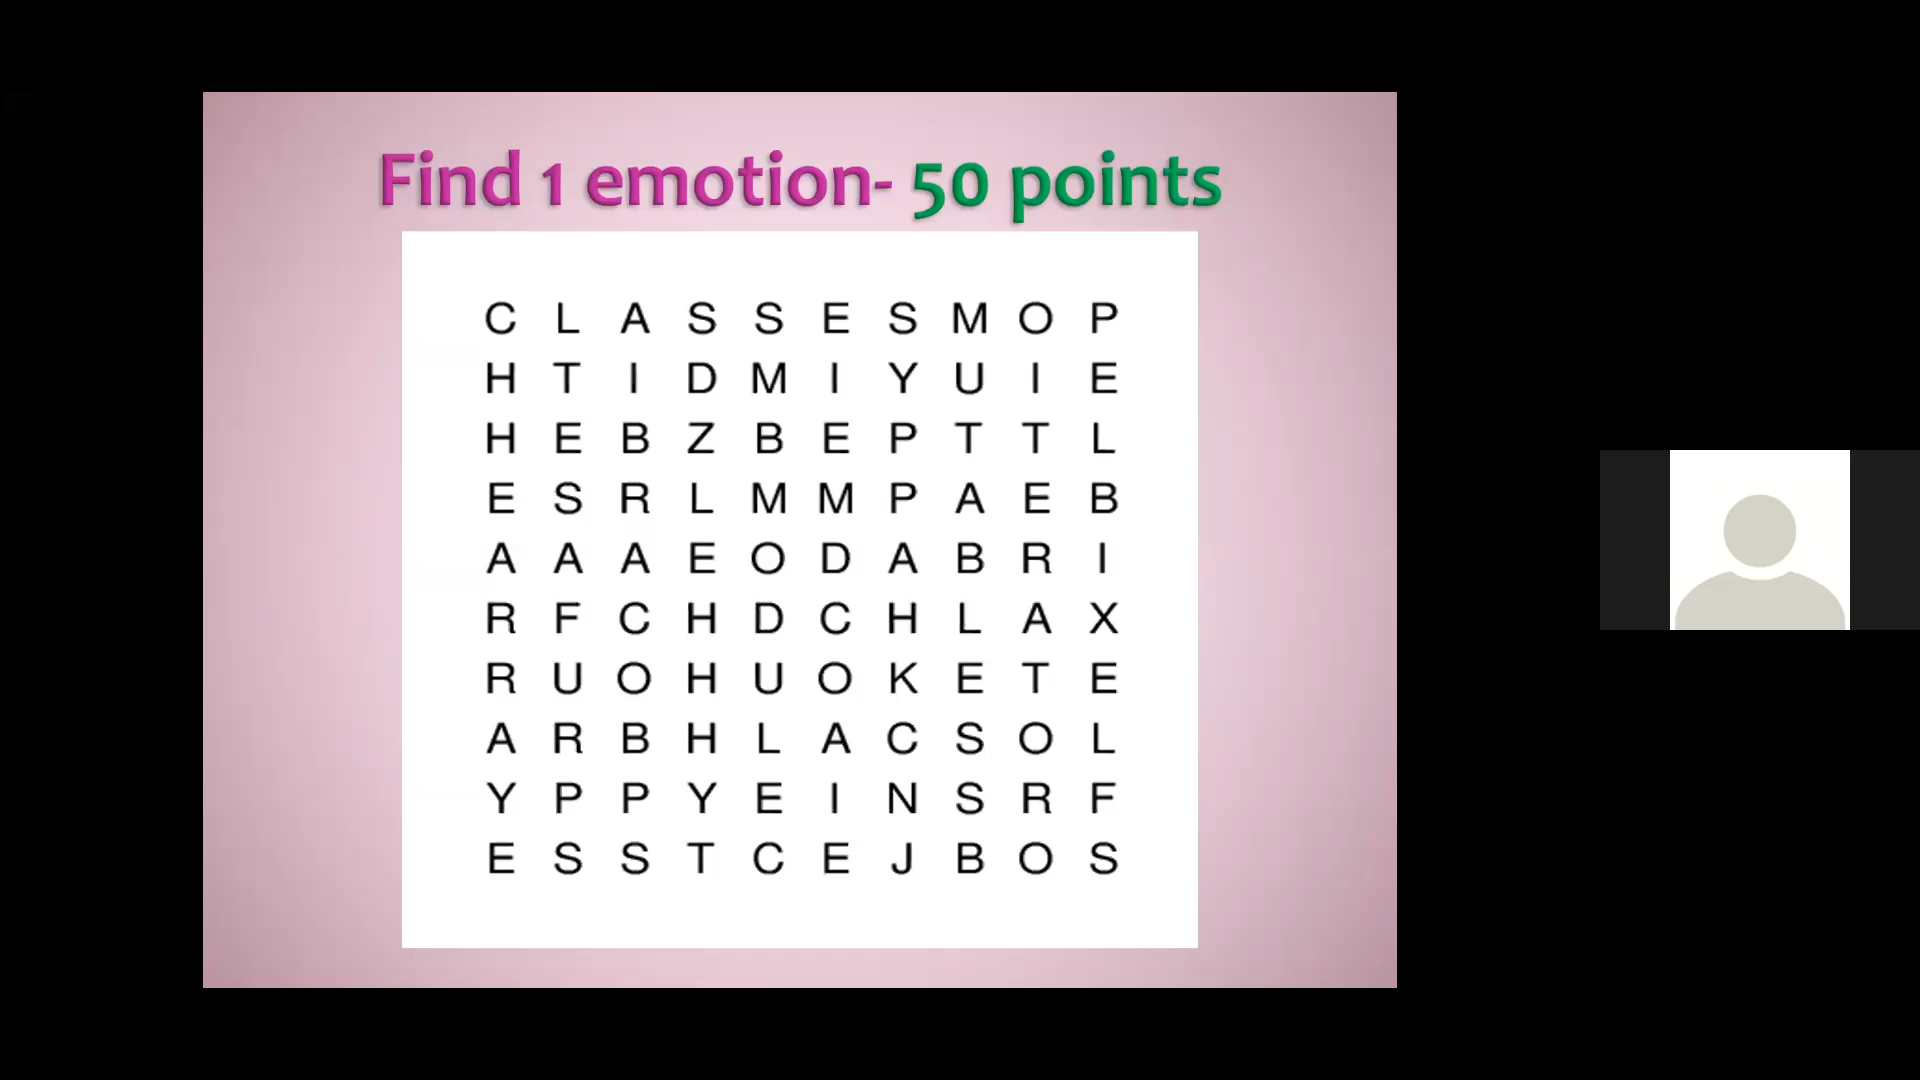 Find 1 emotion- 50 points
C L A S S E S M O P
H T I D M I Y U I E
H E B Z B E P T T L
E S R L M M P A E B
A A A E O D A B R I
R F C H D C H L A X
R U O H U O K E T E
A R B H L A C S O L
Y P P Y E I N S R F
E S S T C E J B O S